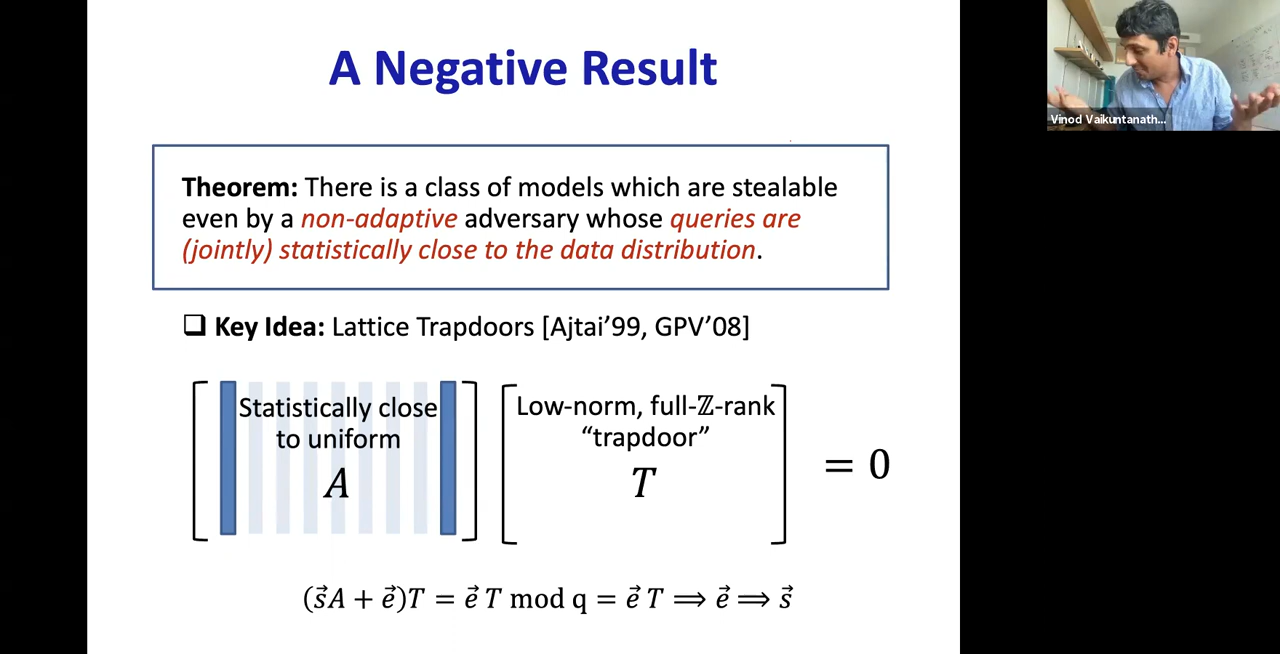 A Negative Result
Vinod Vaikuntanath...
Theorem: There is a class of models which are stealable
even by a non-adaptive adversary whose queries are
(jointly) statistically close to the data distribution.
❑ Key Idea: Lattice Trapdoors [Ajtai’99, GPV’08]
Statistically close
to uniform
A
Low-norm, full-ℤ-rank
“trapdoor”
T
= 0
(s⃗A + e⃗)T = e⃗ T mod q = e⃗ T ⟹ e⃗ ⟹ s⃗